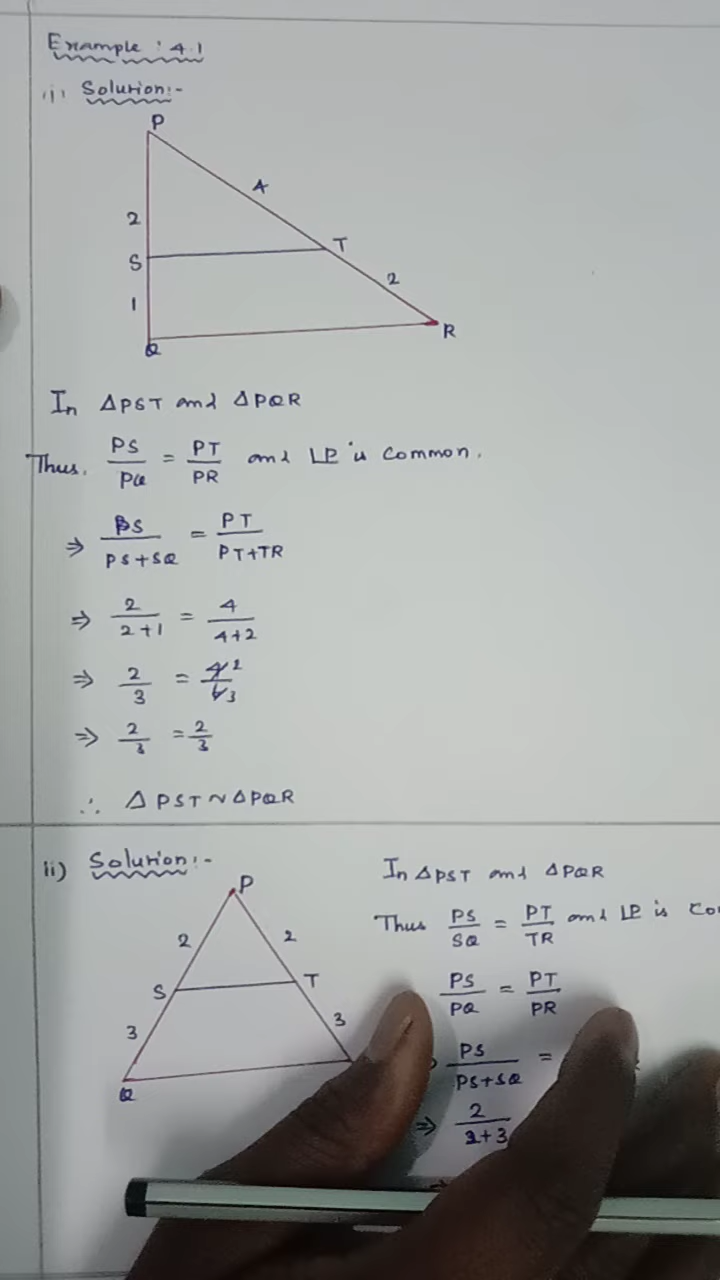 Example : 4.1
i) Solution:-
P
4
2
S
T
2
1
Q
R
In ΔPST and ΔPQR
Thus, PS/PQ = PT/PR and ∠P is common.
⇒ PS/PS+SQ = PT/PT+TR
⇒ 2/2+1 = 4/4+2
⇒ 2/3 = 4 2/6 3
⇒ 2/3 = 2/3
∴ ΔPST ~ ΔPQR
ii) Solution:-
P
2
2
S
T
3
3
Q
In ΔPST and ΔPQR
Thus PS/SQ = PT/TR and ∠P is
PS/PQ = PT/PR
PS/PS+SQ =
⇒ 2/2+3